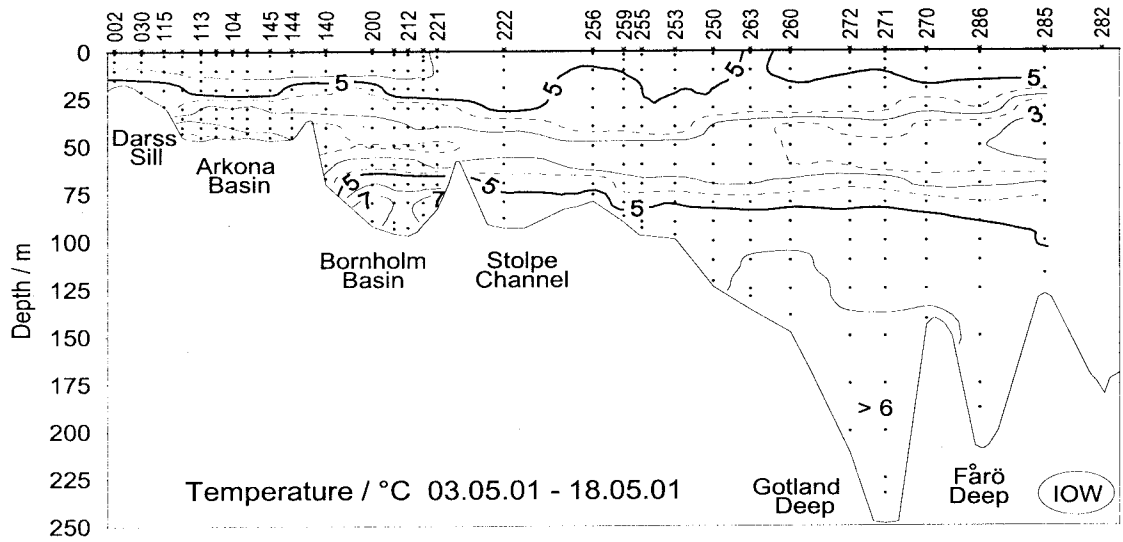 002 030 115 113 104 145 144 140 200 212 221 222 256 259 255 253 250 263 260 272 271 270 286 285 282
0
25
50
75
100
125
150
175
200
225
250
Depth / m
5
5
5
5
3
5
7
7
5
5
> 6
Darss
Sill
Arkona
Basin
Bornholm
Basin
Stolpe
Channel
Gotland
Deep
Fårö
Deep
IOW
Temperature / °C 03.05.01 - 18.05.01